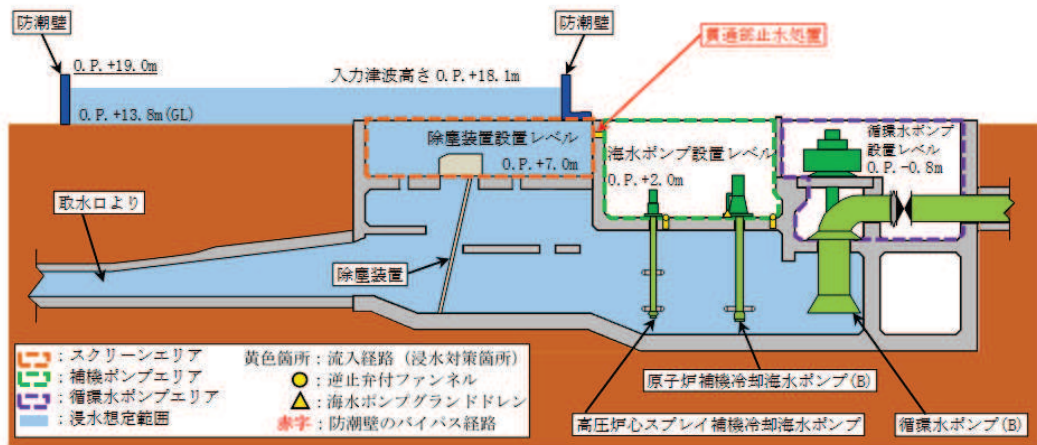 防潮壁
防潮壁
貫通部止水処置
O.P.+19.0m
入力津波高さO.P.+18.1m
O.P.+13.8m(GL)
除塵装置設置レベル
O.P.+7.0m
海水ポンプ設置レベル
O.P.+2.0m
循環水ポンプ
設置レベル
O.P.-0.8m
取水口より
除塵装置
:スクリーンエリア
:補機ポンプエリア
:循環水ポンプエリア
:浸水想定範囲
黄色箇所:流入経路(浸水対策箇所)
:逆止弁付ファンネル
:海水ポンプグランドドレン
赤字:防潮壁のバイパス経路
原子炉補機冷却海水ポンプ(B)
高圧炉心スプレイ補機冷却海水ポンプ
循環水ポンプ(B)